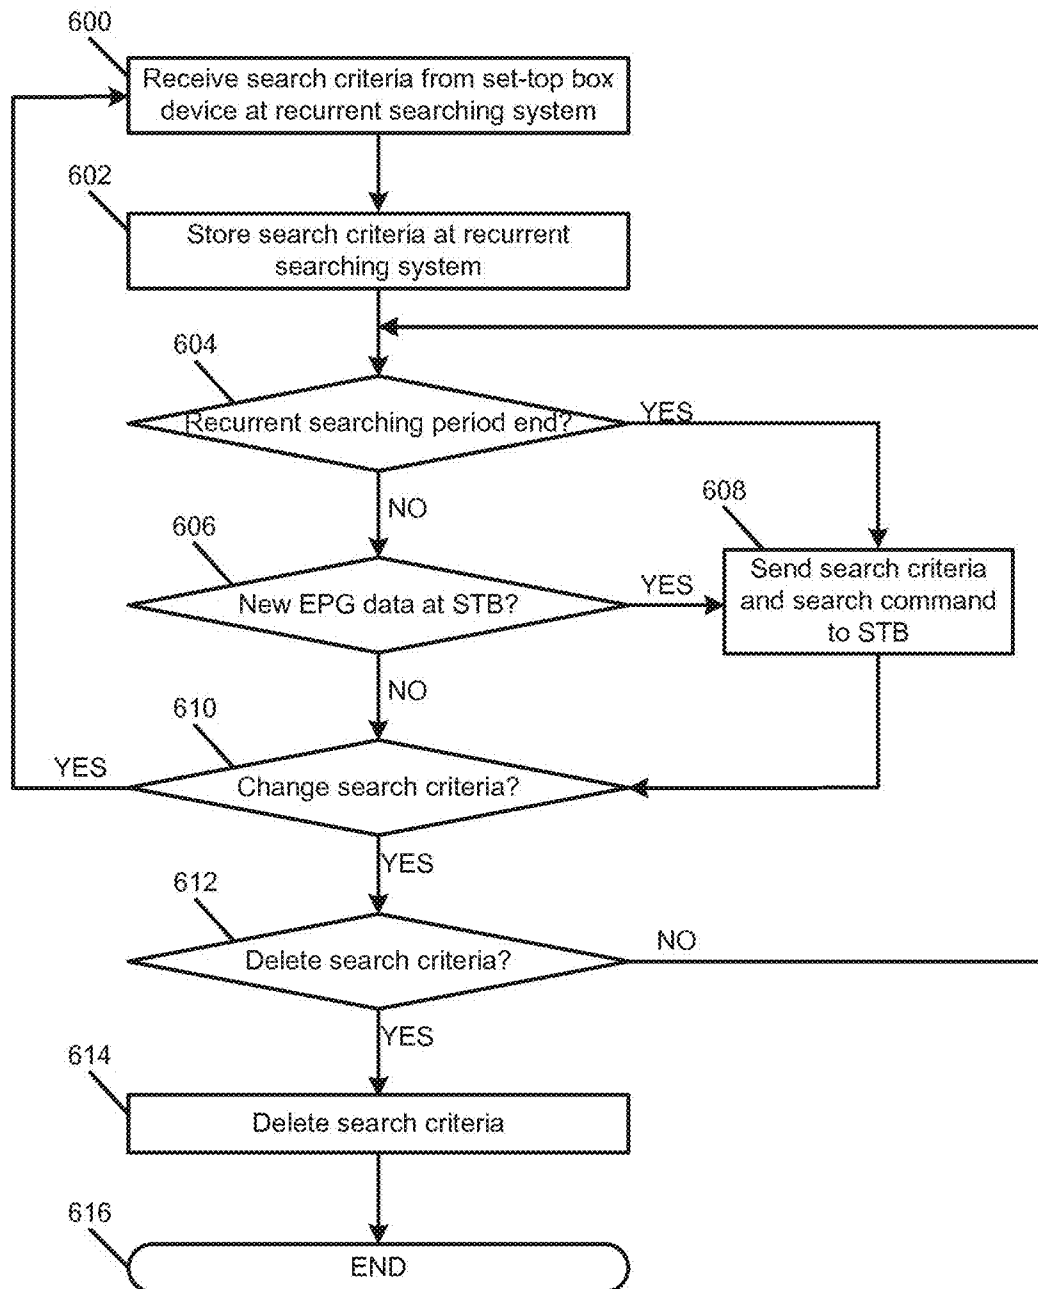 600
Receive search criteria from set-top box
device at recurrent searching system
602
Store search criteria at recurrent
searching system
604
Recurrent searching period end?
YES
NO
608
606
New EPG data at STB?
YES
Send search criteria
and search command
to STB
NO
610
YES
Change search criteria?
YES
612
NO
Delete search criteria?
YES
614
Delete search criteria
616
END